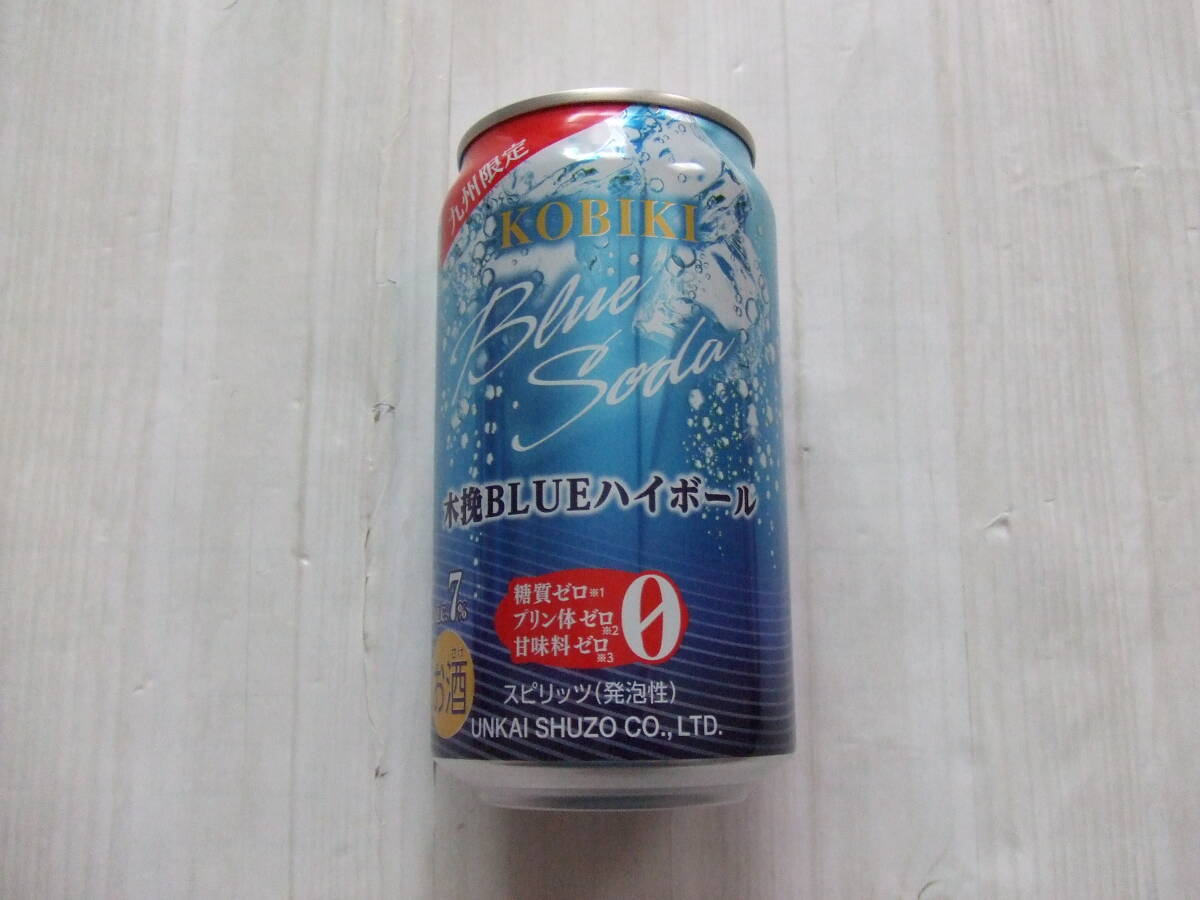 九州限定
KOBIKI
Blue
Soda
木挽BLUEハイボール
7%
糖質ゼロ※1
プリン体ゼロ※2
甘味料ゼロ※3
0
お酒
スピリッツ(発泡性)
UNKAI SHUZO CO., LTD.